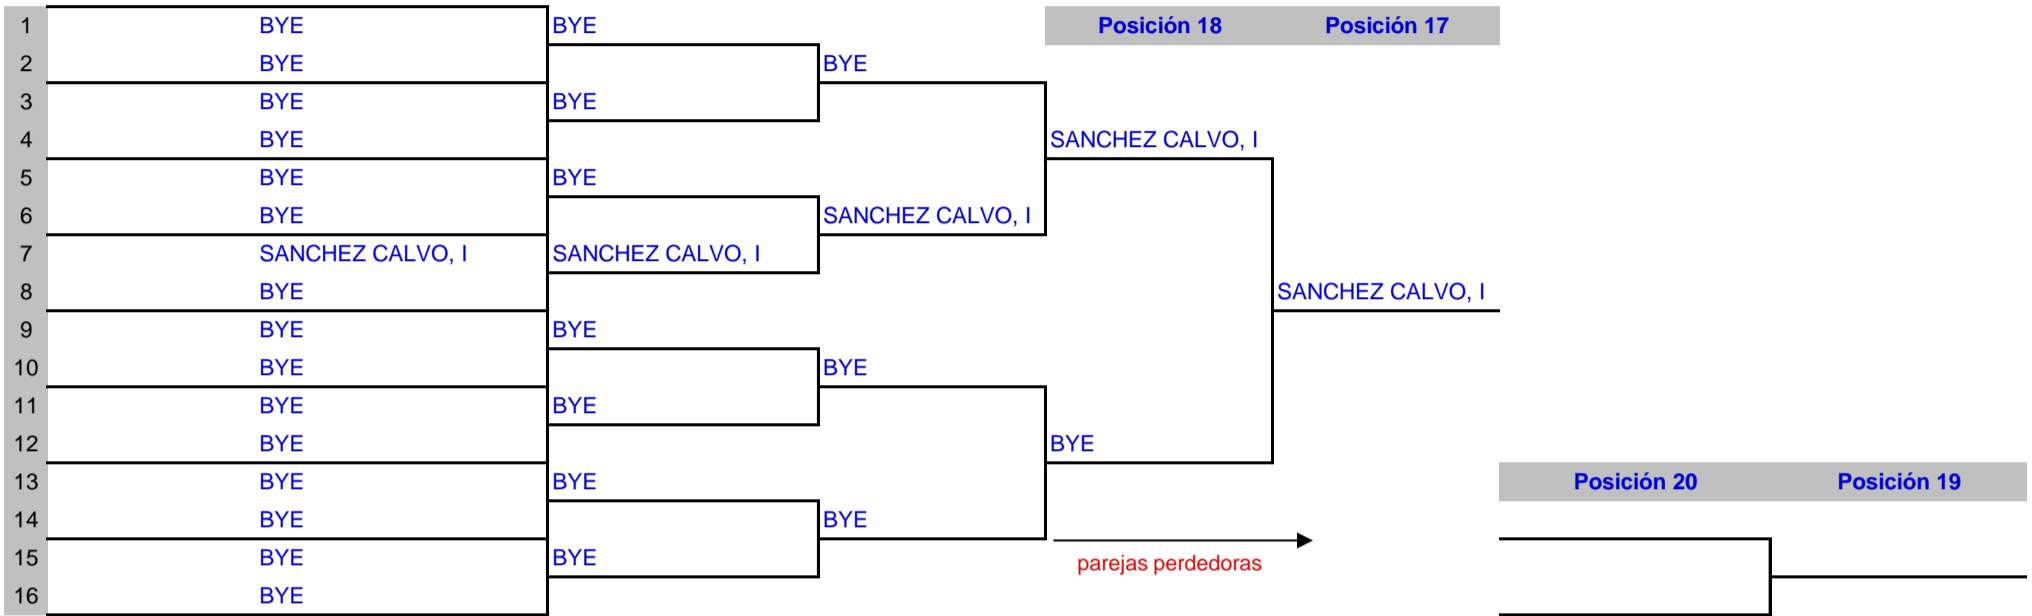 1 BYE BYE Posición 18 Posición 17
2 BYE BYE
3 BYE BYE
4 BYE SANCHEZ CALVO, I
5 BYE BYE
6 BYE SANCHEZ CALVO, I
7 SANCHEZ CALVO, I SANCHEZ CALVO, I
8 BYE SANCHEZ CALVO, I
9 BYE BYE
10 BYE BYE
11 BYE BYE
12 BYE BYE
13 BYE BYE Posición 20 Posición 19
14 BYE BYE
15 BYE BYE parejas perdedoras
16 BYE